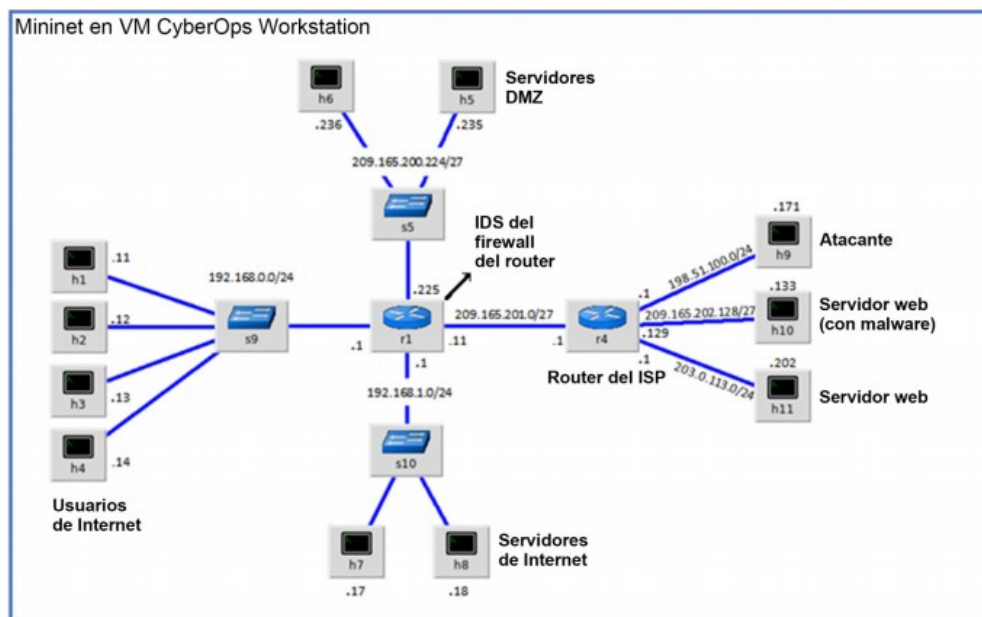 Mininet en VM CyberOps Workstation
h6
.236
h5
.235
Servidores
DMZ
209.165.200.224/27
s5
IDS del
firewall
del router
.225
h1
.11
h2
.12
h3
.13
h4
.14
Usuarios
de Internet
192.168.0.0/24
s9
.1
r1
.11
.1
209.165.201.0/27
.1
r4
Router del ISP
.1
198.51.100.0/24
.171
h9
Atacante
209.165.202.128/27
.129
.133
h10
Servidor web
(con malware)
.1
203.0.113.0/24
.202
h11
Servidor web
192.168.1.0/24
s10
h7
.17
h8
.18
Servidores
de Internet